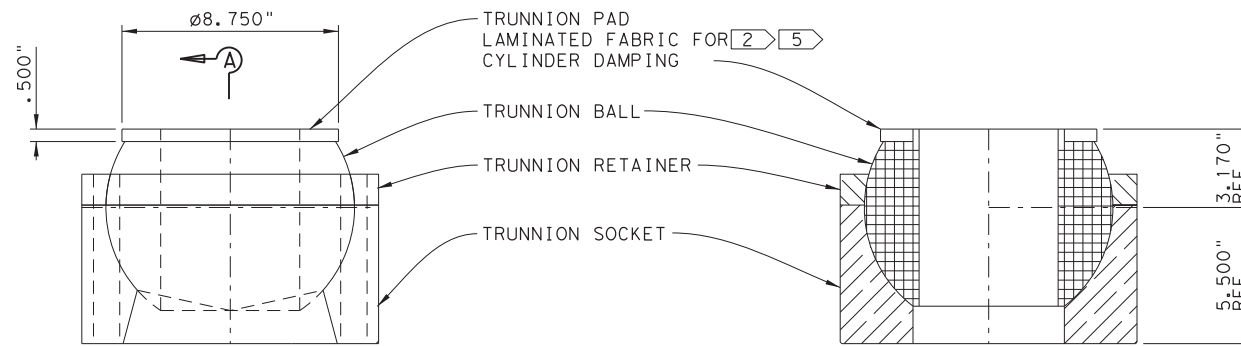 ø8.750"
.500"
A
TRUNNION PAD
LAMINATED FABRIC FOR 2 5
CYLINDER DAMPING
TRUNNION BALL
TRUNNION RETAINER
TRUNNION SOCKET
3.170"
REF
5.500"
REF